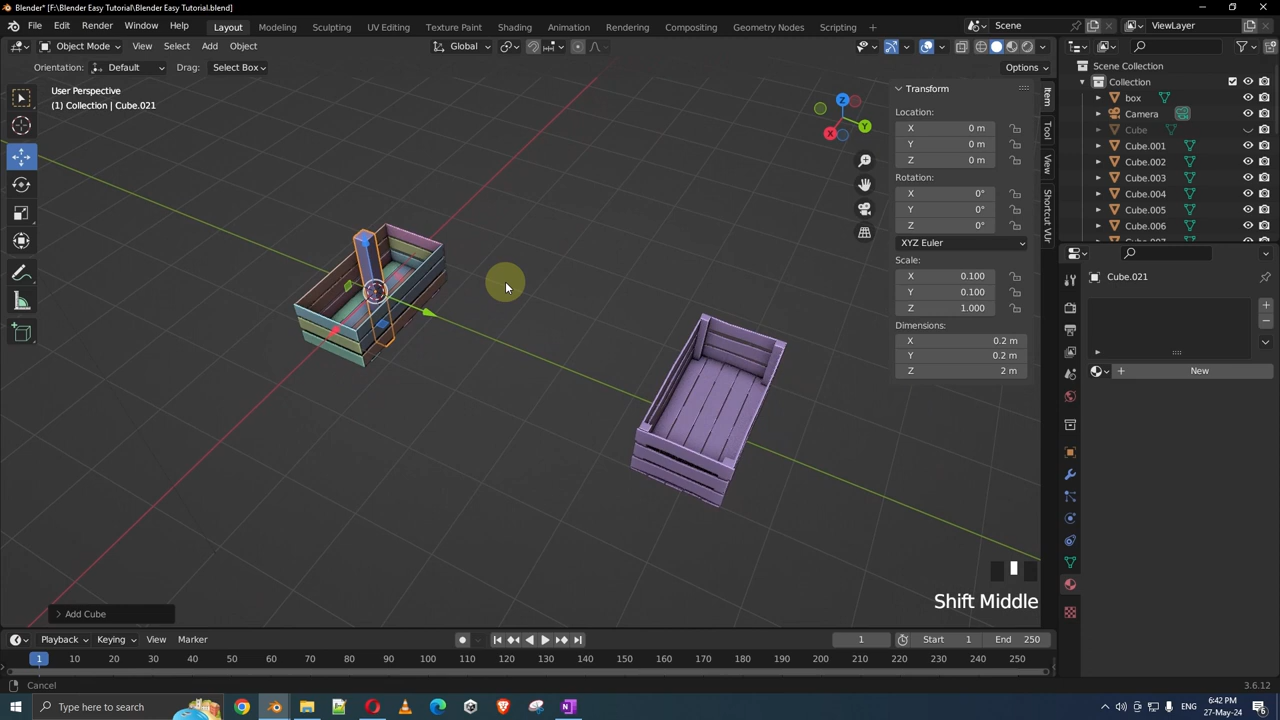 Blender* [F:\Blender Easy Tutorial\Blender Easy Tutorial.blend]
File Edit Render Window Help
Layout Modeling Sculpting UV Editing Texture Paint Shading Animation Rendering Compositing Geometry Nodes Scripting
Scene
ViewLayer
Object Mode View Select Add Object
Global
Orientation: Default Drag: Select Box
Options
User Perspective
(1) Collection | Cube.021
Z
Y
X
Transform
Location:
X 0 m
Y 0 m
Z 0 m
Rotation:
X 0°
Y 0°
Z 0°
XYZ Euler
Scale:
X 0.100
Y 0.100
Z 1.000
Dimensions:
X 0.2 m
Y 0.2 m
Z 2 m
Item
Tool
View
Shortcut VUr
Scene Collection
Collection
box
Camera
Cube
Cube.001
Cube.002
Cube.003
Cube.004
Cube.005
Cube.006
Cube.021
New
Shift Middle
Add Cube
Playback Keying View Marker
1
Start 1
End 250
1 10 20 30 40 50 60 70 80 90 100 110 120 130 140 150 160 170 180 190 200 210 220 230 240 250
Cancel
3.6.12
Type here to search
ENG
6:42 PM
27-May-24